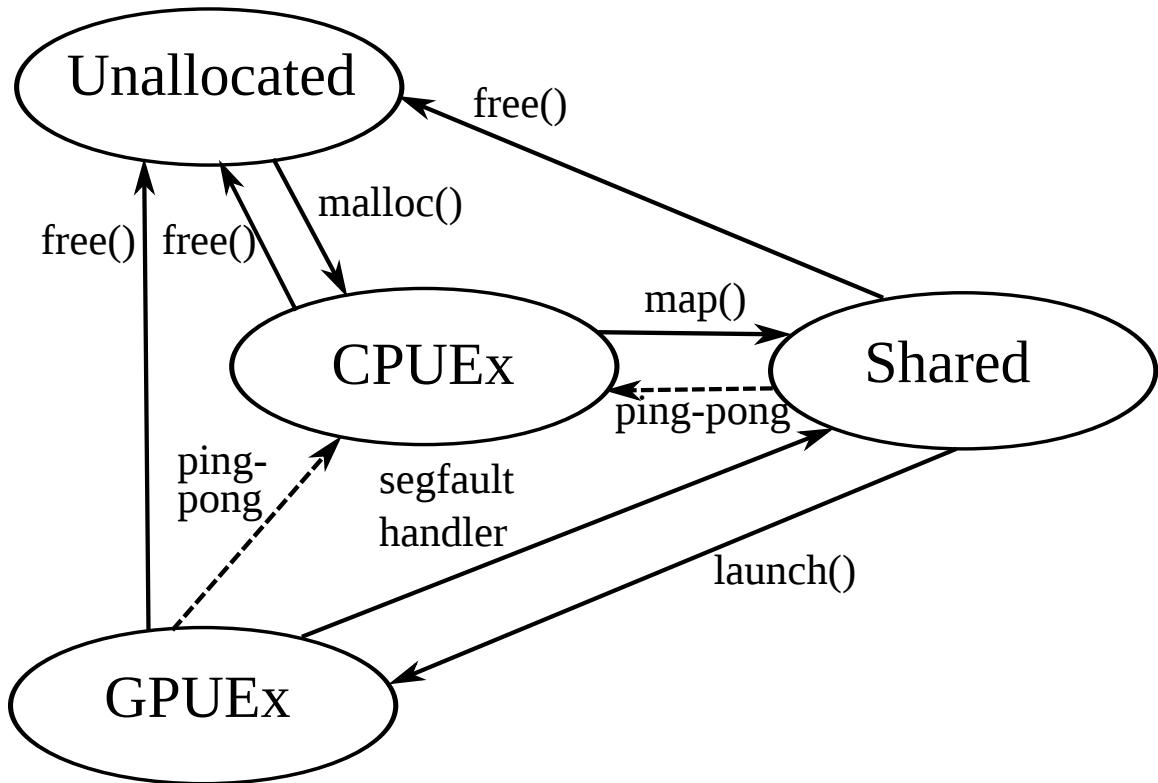 Unallocated
free()
malloc()
free()
free()
map()
CPUEx
Shared
ping-pong
ping-
pong
segfault
handler
launch()
GPUEx